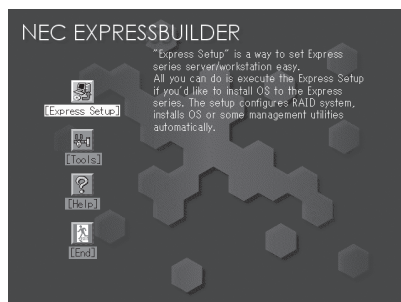 NEC EXPRESSBUILDER
"Express Setup" is a way to set Express
series server/workstation easy.
All you can do is execute the Express Setup
if you'd like to install OS to the Express
series. The setup configures RAID system,
installs OS or some management utilities
automatically.
[Express Setup]
[Tools]
[Help]
[End]